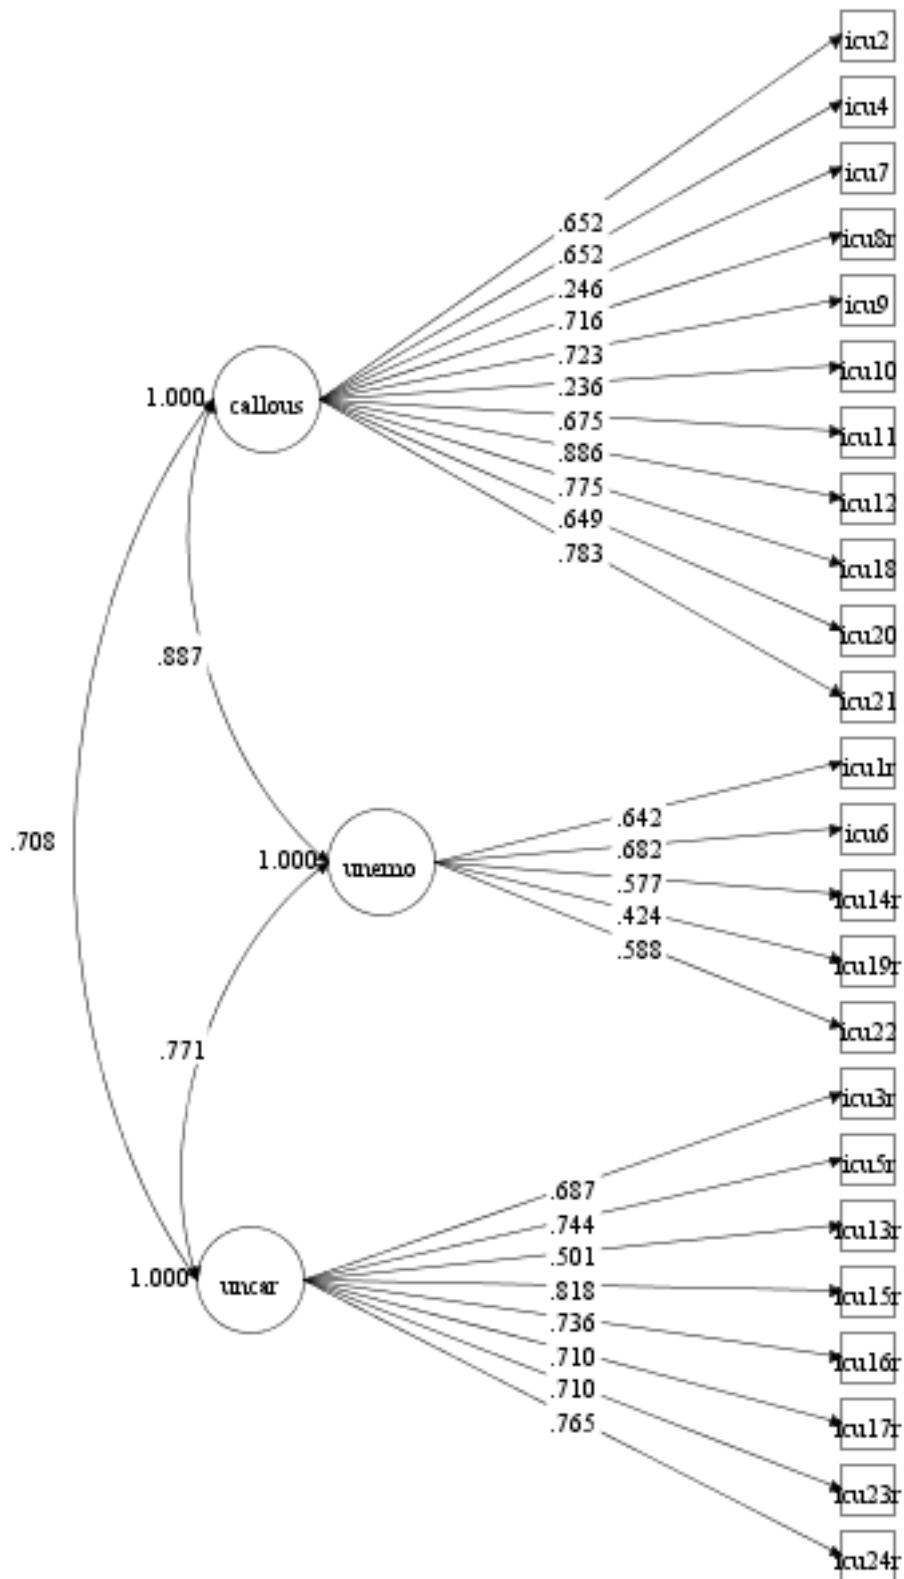 icu2
icu4
icu7
icu8r
icu9
icu10
icu11
icu12
icu18
icu20
icu21
.652
.652
.246
.716
.723
.236
.675
.886
.775
.649
.783
1.000
callous
.887
.708
icu1r
icu6
icu14r
icu19r
icu22
.642
.682
.577
.424
.588
1.000
unemo
.771
icu3r
icu5r
icu13r
icu15r
icu16r
icu17r
icu23r
icu24r
.687
.744
.501
.818
.736
.710
.710
.765
1.000
uncar